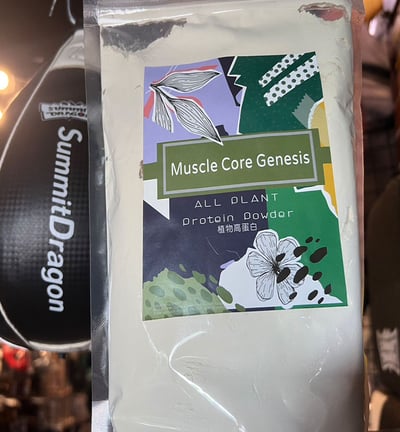 SummitDragon
Muscle Core Genesis
ALL PLANT
Protein Powder
植物高蛋白